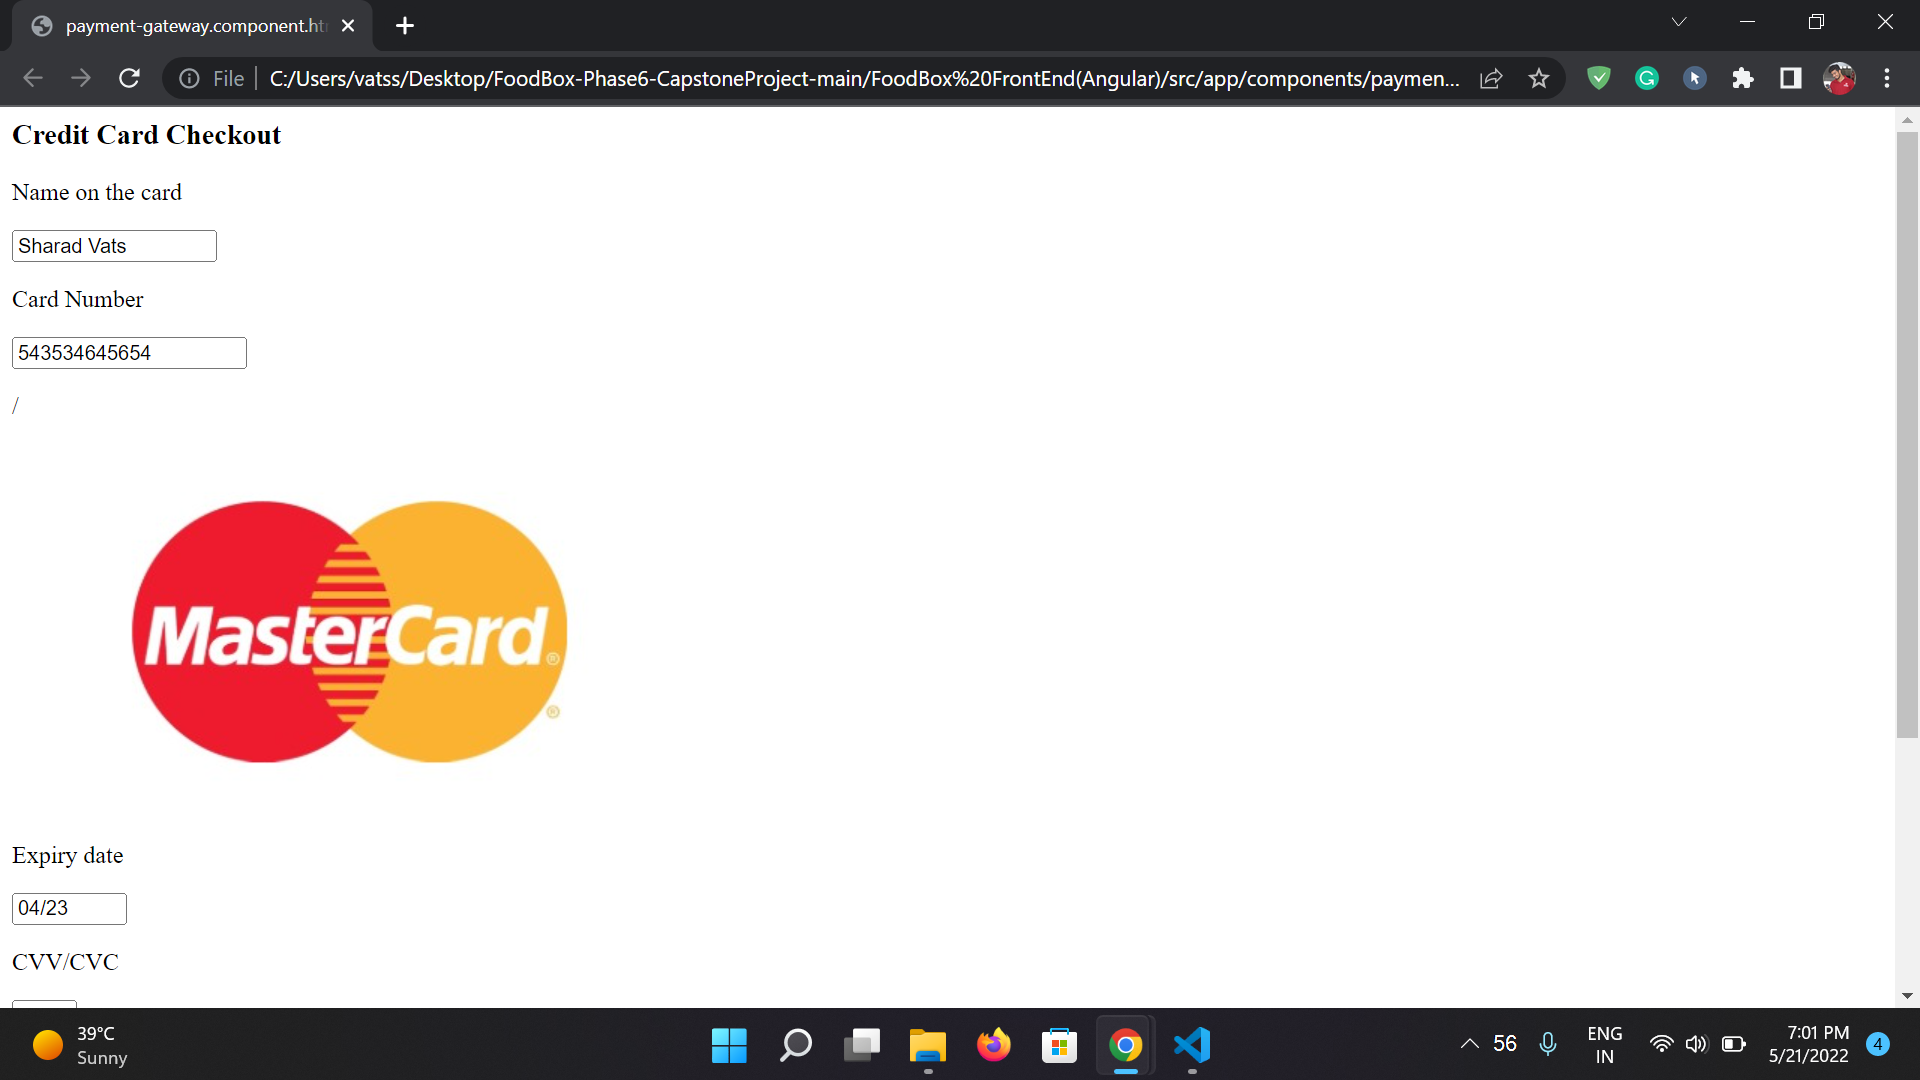 payment-gateway.component.ht
File
C:/Users/vatss/Desktop/FoodBox-Phase6-CapstoneProject-main/FoodBox%20FrontEnd(Angular)/src/app/components/paymen...
Credit Card Checkout
Name on the card
Sharad Vats
Card Number
543534645654
/
MasterCard®
®
Expiry date
04/23
CVV/CVC
39°C
Sunny
56
ENG
IN
7:01 PM
5/21/2022
4